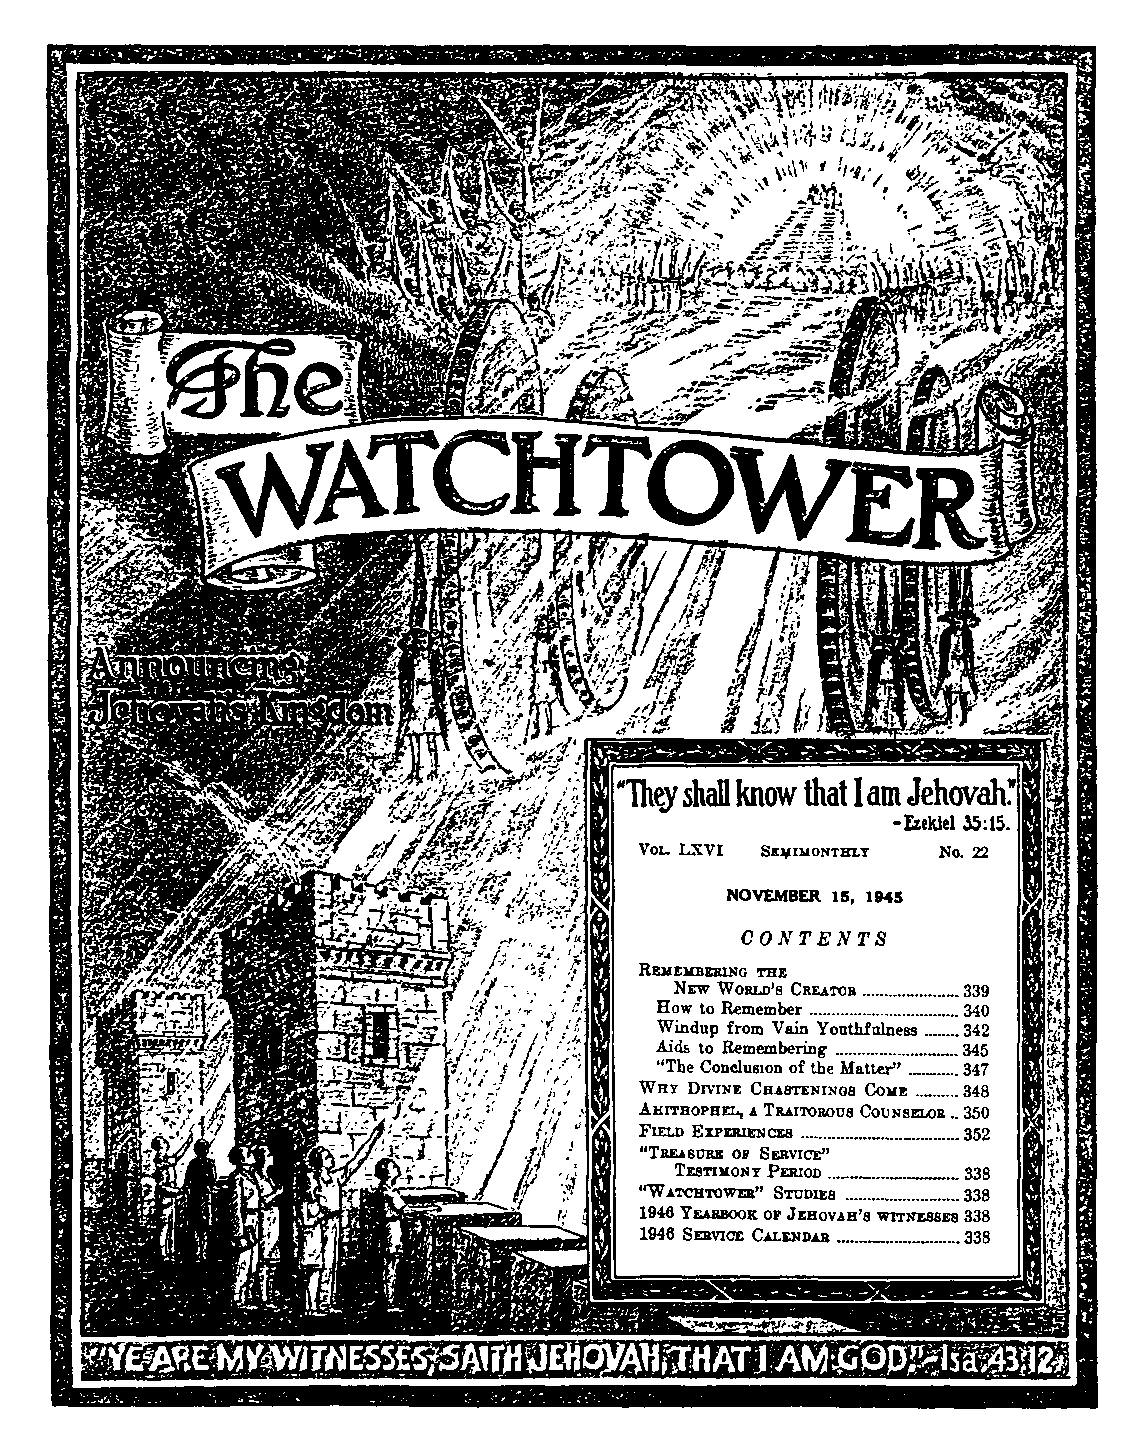 The
WATCHTOWER
Announcing
Jehovah's Kingdom
"They shall know that I am Jehovah."
-Ezekiel 35:15.
VOL. LXVI SEMIMONTHLY No. 22
NOVEMBER 15, 1945
CONTENTS
REMEMBERING THE
NEW WORLD'S CREATOR ...................... 339
How to Remember .................................. 340
Windup from Vain Youthfulness ........ 342
Aids to Remembering ............................ 345
"The Conclusion of the Matter" ........... 347
WHY DIVINE CHASTENINGS COME .......... 348
AHITHOPHEL, A TRAITOROUS COUNSELOR .. 350
FIELD EXPERIENCES .................................... 352
"TREASURE OF SERVICE"
TESTIMONY PERIOD .............................. 338
"WATCHTOWER" STUDIES .......................... 338
1946 YEARBOOK OF JEHOVAH'S WITNESSES 338
1946 SERVICE CALENDAR ............................ 338
"YE ARE MY WITNESSES, SAITH JEHOVAH, THAT I AM GOD."-Isa. 43:12